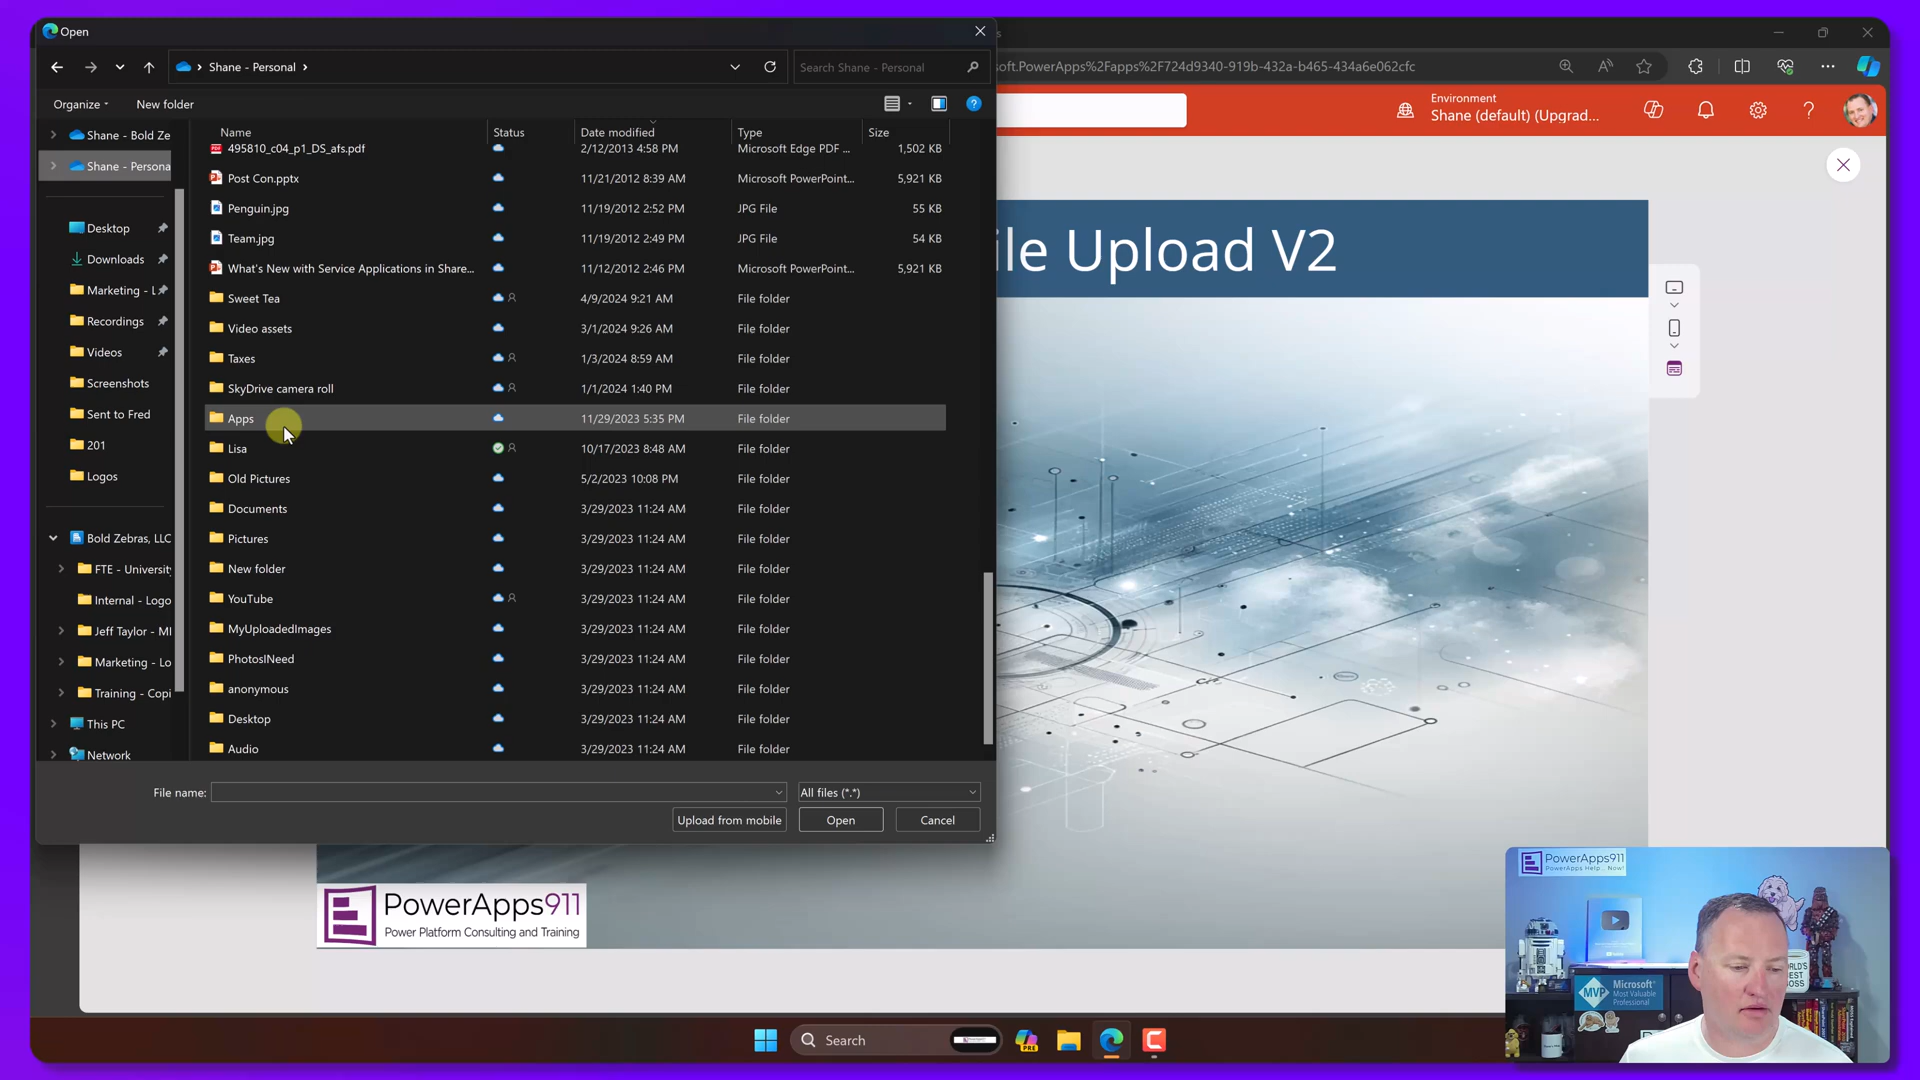 Open
Shane - Personal
Search Shane - Personal
Organize
New folder
Name Status Date modified Type Size
495810_c04_p1_DS_afs.pdf 2/12/2013 4:58 PM Microsoft Edge PDF ... 1,502 KB
Post Con.pptx 11/21/2012 8:39 AM Microsoft PowerPoint... 5,921 KB
Penguin.jpg 11/19/2012 2:52 PM JPG File 55 KB
Team.jpg 11/19/2012 2:49 PM JPG File 54 KB
What's New with Service Applications in Share... 11/12/2012 2:46 PM Microsoft PowerPoint... 5,921 KB
Sweet Tea 4/9/2024 9:21 AM File folder
Video assets 3/1/2024 9:26 AM File folder
Taxes 1/3/2024 8:59 AM File folder
SkyDrive camera roll 1/1/2024 1:40 PM File folder
Apps 11/29/2023 5:35 PM File folder
Lisa 10/17/2023 8:48 AM File folder
Old Pictures 5/2/2023 10:08 PM File folder
Documents 3/29/2023 11:24 AM File folder
Pictures 3/29/2023 11:24 AM File folder
New folder 3/29/2023 11:24 AM File folder
YouTube 3/29/2023 11:24 AM File folder
MyUploadedImages 3/29/2023 11:24 AM File folder
PhotosINeed 3/29/2023 11:24 AM File folder
anonymous 3/29/2023 11:24 AM File folder
Desktop 3/29/2023 11:24 AM File folder
Audio 3/29/2023 11:24 AM File folder
Shane - Bold Ze
Shane - Persona
Desktop
Downloads
Marketing - L
Recordings
Videos
Screenshots
Sent to Fred
201
Logos
Bold Zebras, LLC
FTE - University
Internal - Logo
Jeff Taylor - MI
Marketing - Lo
Training - Copi
This PC
Network
File name:
All files (*.*)
Upload from mobile
Open
Cancel
soft.PowerApps%2Fapps%2F724d9340-919b-432a-b465-434a6e062cfc
Environment
Shane (default) (Upgrad...
ile Upload V2
PowerApps911
Power Platform Consulting and Training
Search
PRE
PowerApps911
PowerApps Help... Now!
MVP
Microsoft
Most Valuable
Professional